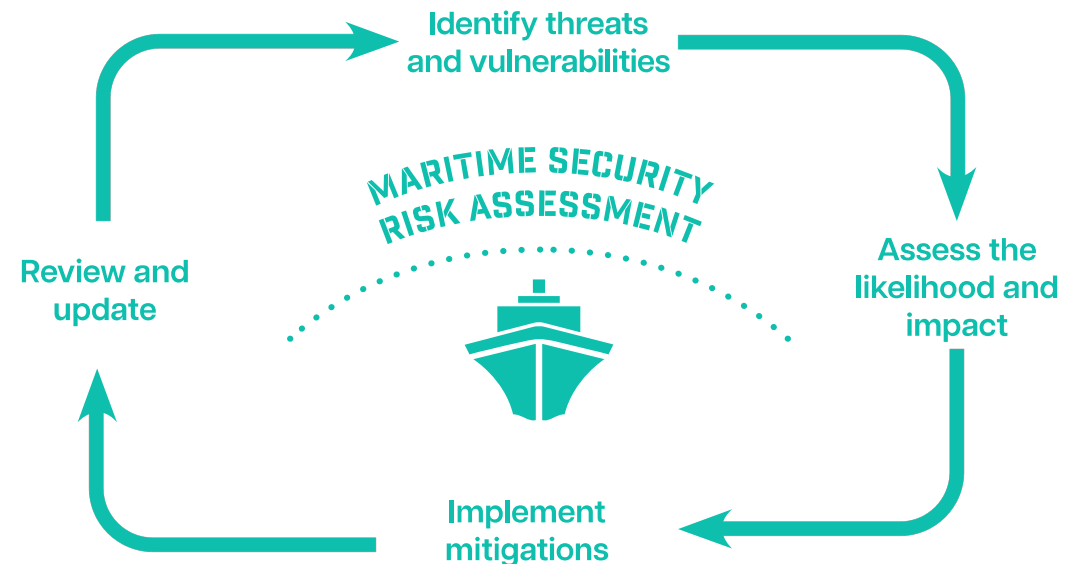 Identify threats
and vulnerabilities
MARITIME SECURITY
RISK ASSESSMENT
Assess the
likelihood and
impact
Review and
update
Implement
mitigations